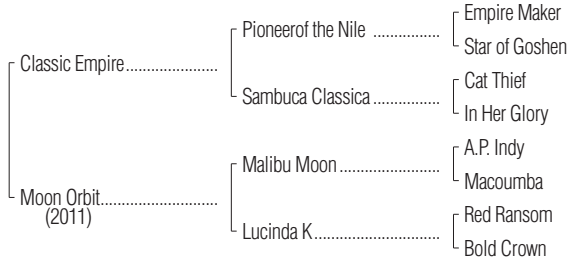 Empire Maker
Pioneerof the Nile ..................
Star of Goshen
Classic Empire.....................
Cat Thief
Sambuca Classica ...............
In Her Glory
A.P. Indy
Malibu Moon .......................
Macoumba
Moon Orbit...........................
(2011)
Red Ransom
Lucinda K.............................
Bold Crown